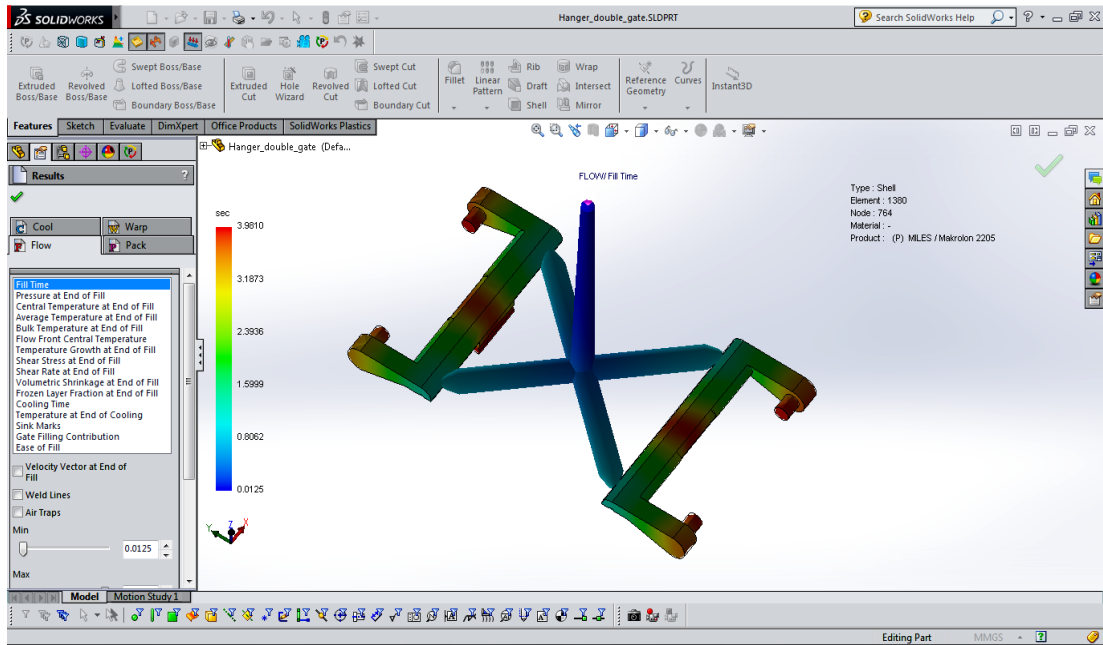 SOLIDWORKS
Hanger_double_gate.SLDPRT
Search SolidWorks Help
Extruded Boss/Base
Revolved Boss/Base
Swept Boss/Base
Lofted Boss/Base
Boundary Boss/Base
Extruded Cut
Hole Wizard
Revolved Cut
Swept Cut
Lofted Cut
Boundary Cut
Fillet
Linear Pattern
Rib
Draft
Shell
Wrap
Intersect
Mirror
Reference Geometry
Curves
Instant3D
Features Sketch Evaluate DimXpert Office Products SolidWorks Plastics
Hanger_double_gate (Defa...
Results ?
Cool Warp
Flow Pack
Fill Time
Pressure at End of Fill
Central Temperature at End of Fill
Average Temperature at End of Fill
Bulk Temperature at End of Fill
Flow Front Central Temperature
Temperature Growth at End of Fill
Shear Stress at End of Fill
Shear Rate at End of Fill
Volumetric Shrinkage at End of Fill
Frozen Layer Fraction at End of Fill
Cooling Time
Temperature at End of Cooling
Sink Marks
Gate Filling Contribution
Ease of Fill
Velocity Vector at End of
Fill
Weld Lines
Air Traps
Min
0.0125
Max
FLOW/Fill Time
sec
3.9810
3.1873
2.3936
1.5999
0.8062
0.0125
Type : Shell
Element : 1380
Node : 764
Material : -
Product : (P) MILES / Makrolon 2205
Y Z X
Model Motion Study 1
Editing Part MMGS ?